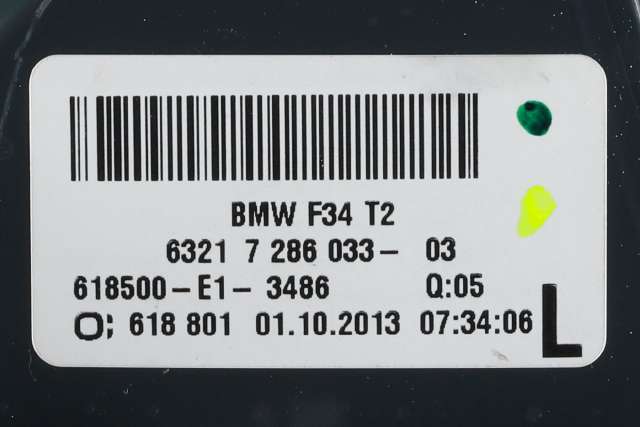 BMW F34 T2
6321 7 286 033- 03
618500-E1- 3486 Q:05
O; 618 801 01.10.2013 07:34:06
L